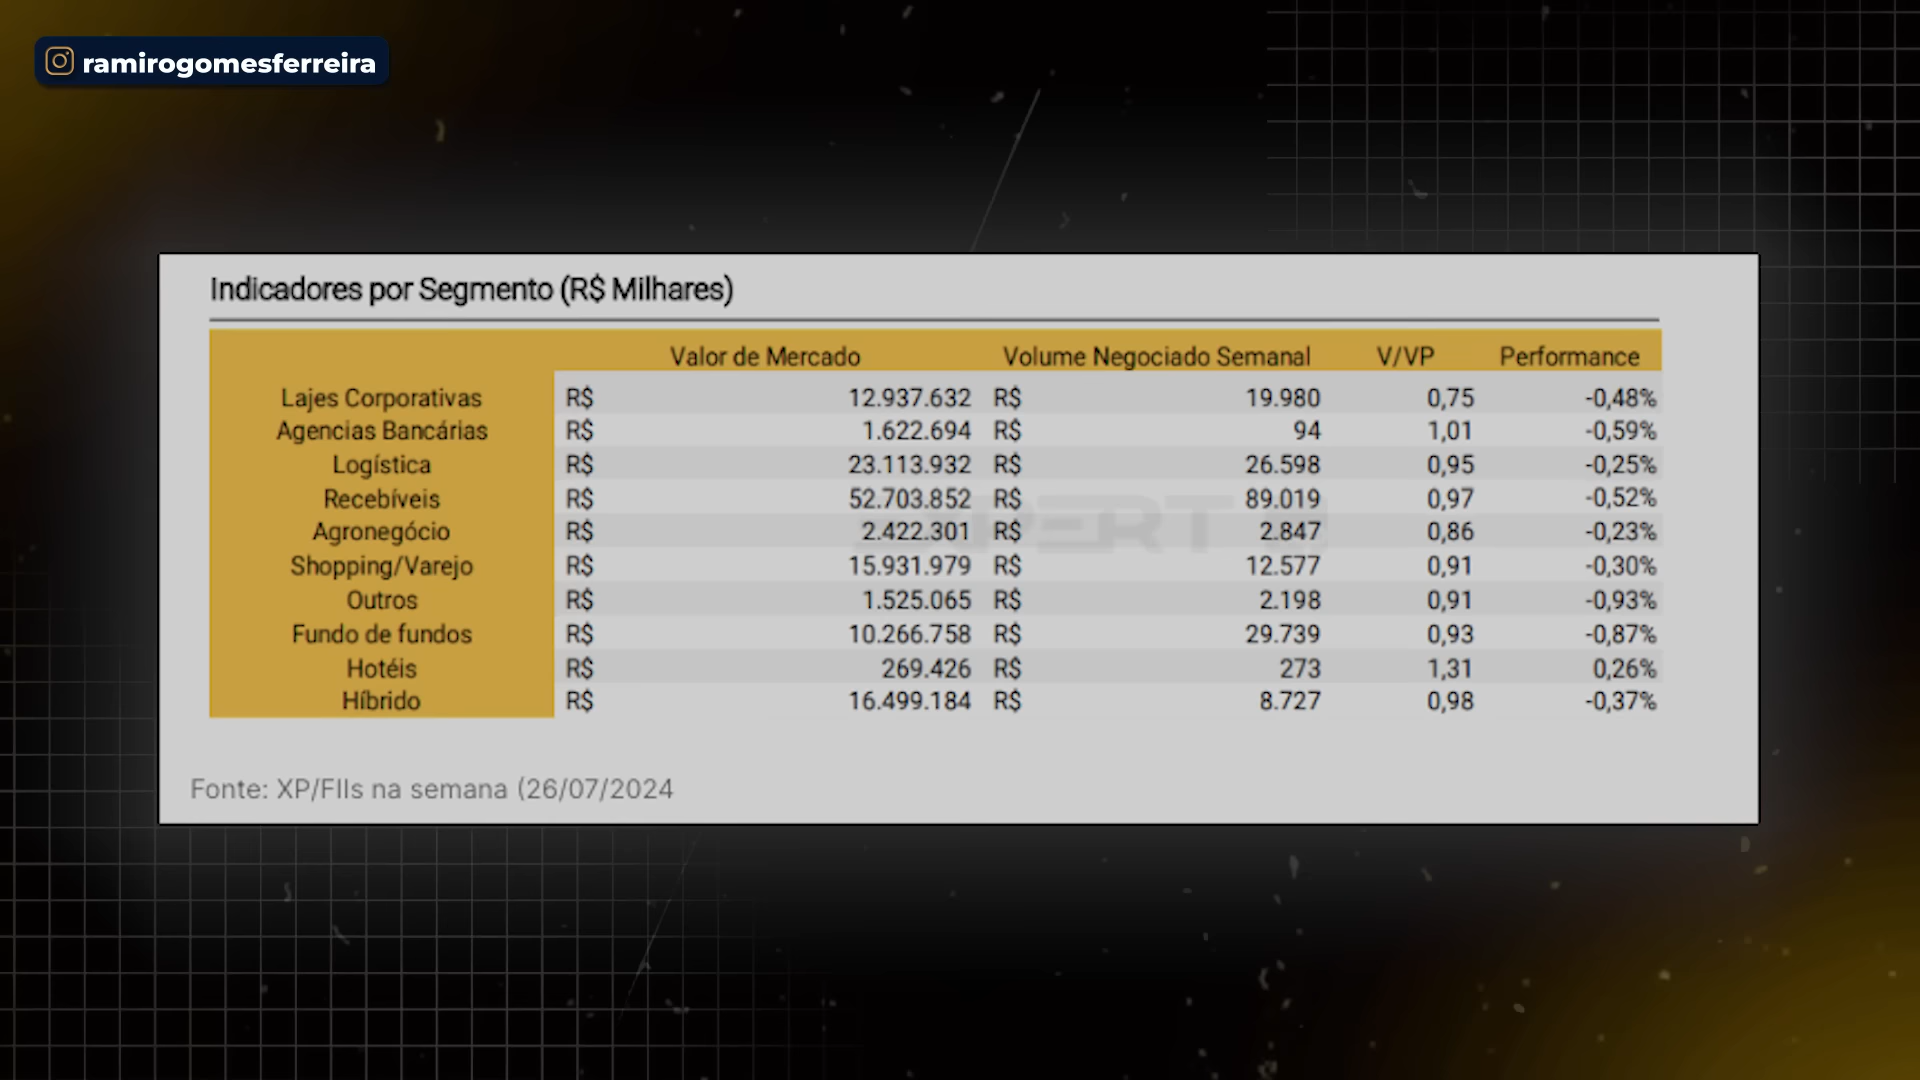 ramirogomesferreira
Indicadores por Segmento (R$ Milhares)
Valor de Mercado Volume Negociado Semanal V/VP Performance
Lajes Corporativas R$ 12.937.632 R$ 19.980 0,75 -0,48%
Agencias Bancárias R$ 1.622.694 R$ 94 1,01 -0,59%
Logística R$ 23.113.932 R$ 26.598 0,95 -0,25%
Recebíveis R$ 52.703.852 R$ 89.019 0,97 -0,52%
Agronegócio R$ 2.422.301 R$ 2.847 0,86 -0,23%
Shopping/Varejo R$ 15.931.979 R$ 12.577 0,91 -0,30%
Outros R$ 1.525.065 R$ 2.198 0,91 -0,93%
Fundo de fundos R$ 10.266.758 R$ 29.739 0,93 -0,87%
Hotéis R$ 269.426 R$ 273 1,31 0,26%
Híbrido R$ 16.499.184 R$ 8.727 0,98 -0,37%
Fonte: XP/FIIs na semana (26/07/2024